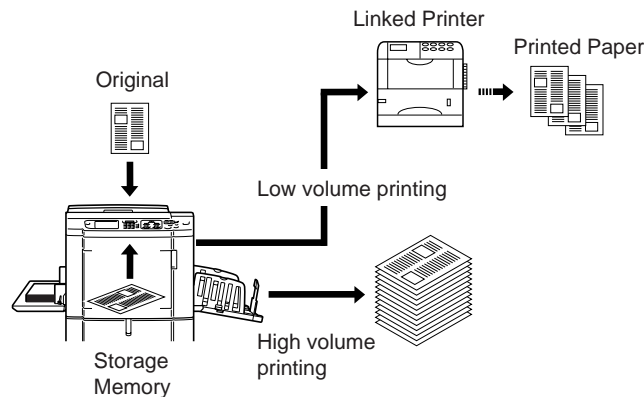 Linked Printer
Printed Paper
Original
Low volume printing
High volume
printing
Storage
Memory